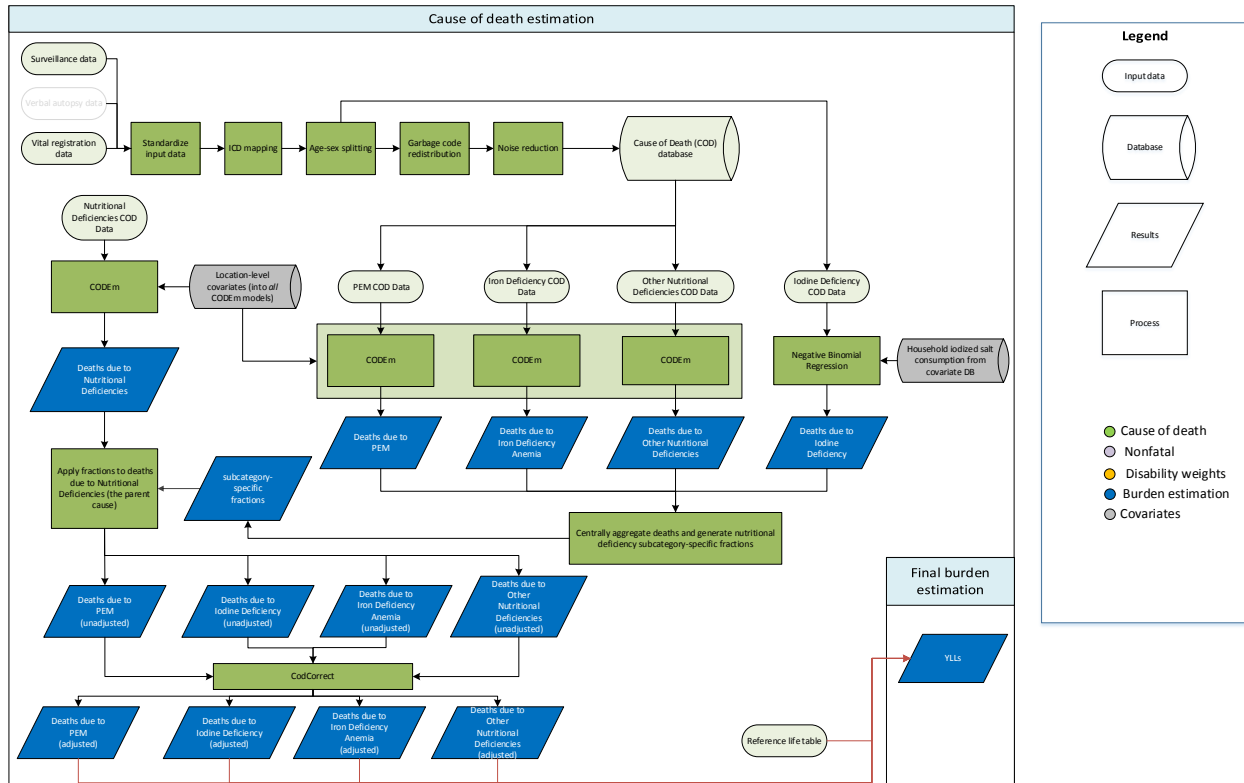 Cause of death estimation
Legend
Surveillance data
Verbal autopsy data
Vital registration
data
Standardize
input data
ICD mapping
Age-sex splitting
Garbage code
redistribution
Noise reduction
Cause of Death (COD)
database
Input data
Database
Results
Process
Nutritional
Deficiencies COD
Data
CODEm
Location-level
covariates (into all
CODEm models)
PEM COD Data
Iron Deficiency COD
Data
Other Nutritional
Deficiencies COD Data
Iodine Deficiency
COD Data
CODEm
CODEm
CODEm
Negative Binomial
Regression
Household iodized salt
consumption from
covariate DB
Deaths due to
Nutritional
Deficiencies
Deaths due to
PEM
Deaths due to
Iron Deficiency
Anemia
Deaths due to
Other Nutritional
Deficiencies
Deaths due to
Iodine
Deficiency
Cause of death
Nonfatal
Disability weights
Burden estimation
Covariates
Apply fractions to deaths
due to Nutritional
Deficiencies (the parent
cause)
subcategory-
specific
fractions
Centrally aggregate deaths and generate nutritional
deficiency subcategory-specific fractions
Final burden
estimation
Deaths due to
PEM
(unadjusted)
Deaths due to
Iodine Deficiency
(unadjusted)
Deaths due to
Iron Deficiency
Anemia
(unadjusted)
Deaths due to
Other
Nutritional
Deficiencies
(unadjusted)
YLLs
CodCorrect
Deaths due to
PEM
(adjusted)
Deaths due to
Iodine Deficiency
(adjusted)
Deaths due to
Iron Deficiency
Anemia
(adjusted)
Deaths due to
Other
Nutritional
Deficiencies
(adjusted)
Reference life table